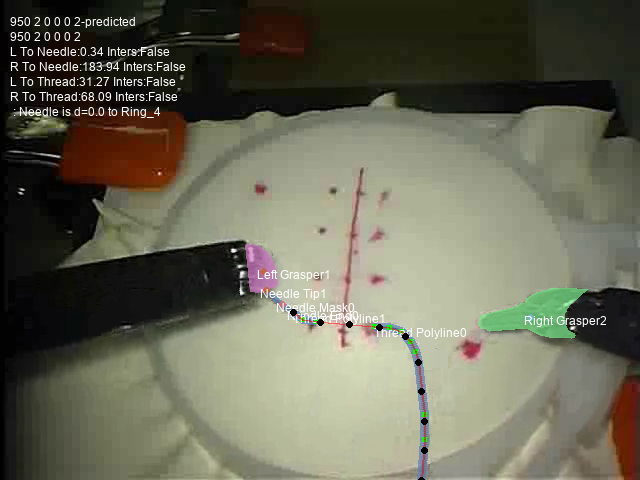 950 2 0 0 0 2-predicted
950 2 0 0 0 2
L To Needle:0.34 Inters:False
R To Needle:183.94 Inters:False
L To Thread:31.27 Inters:False
R To Thread:68.09 Inters:False
: Needle is d=0.0 to Ring_4
Left Grasper1
Needle Tip1
Needle Mask0
Thread Polyline0
Right Grasper2